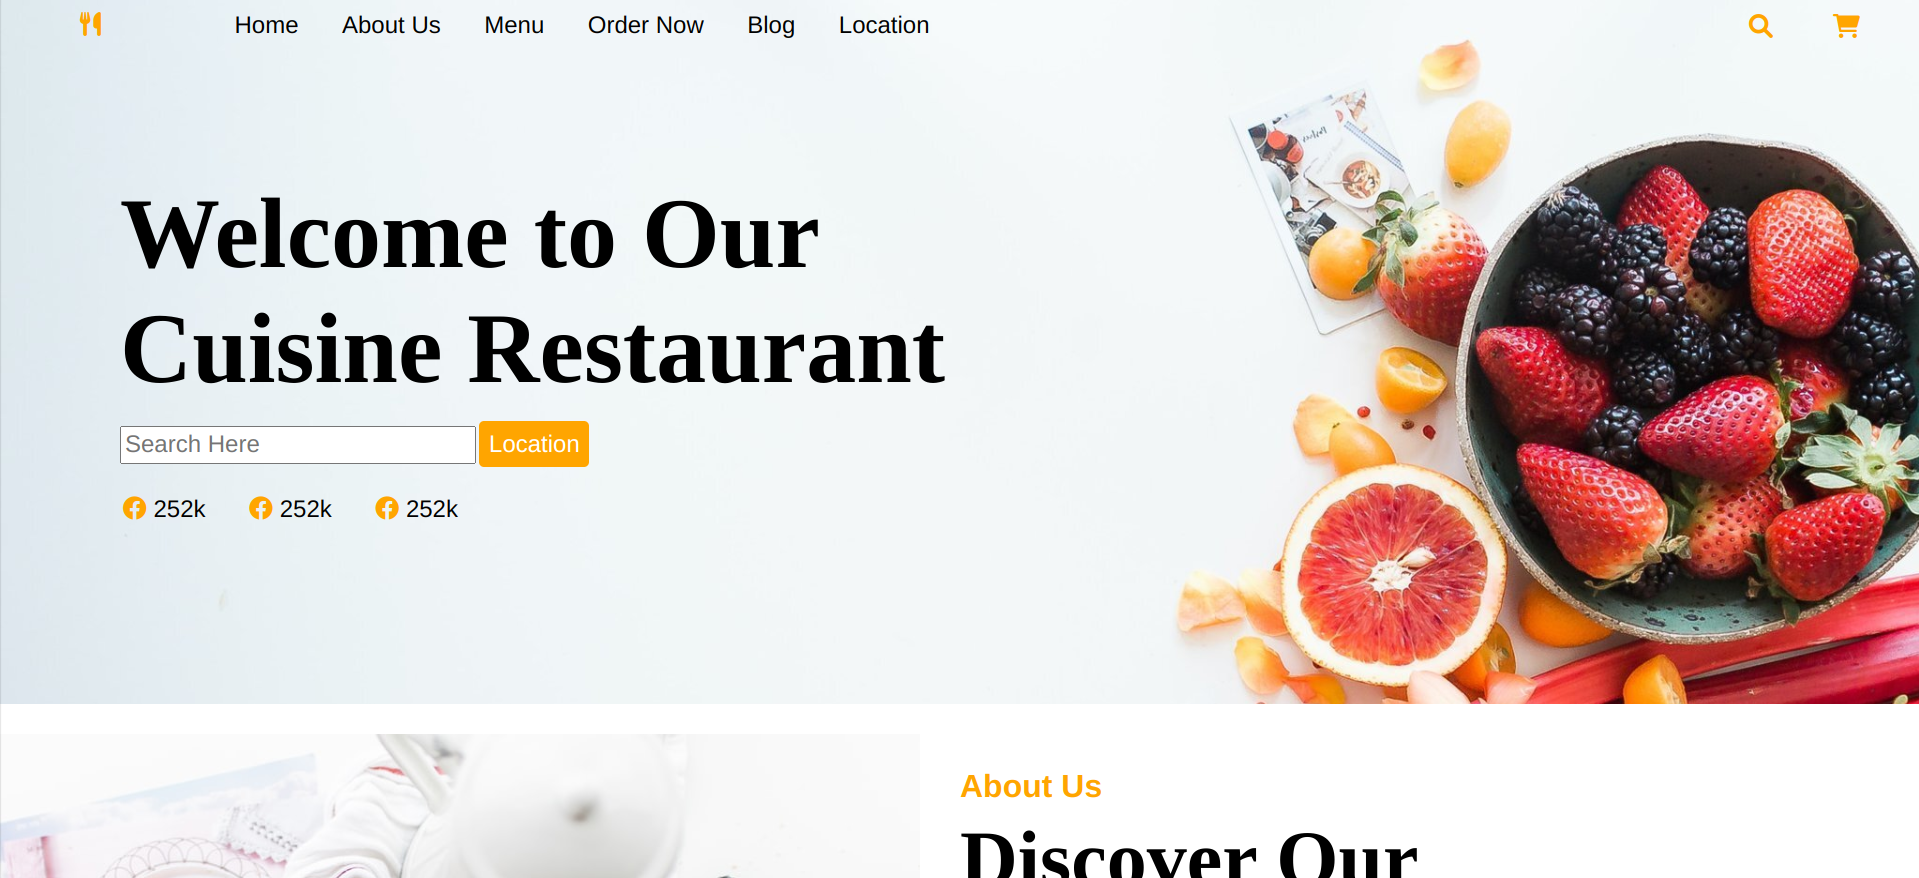 Home About Us Menu Order Now Blog Location
Welcome to Our
Cuisine Restaurant
Search Here Location
252k 252k 252k
About Us
Discover Our